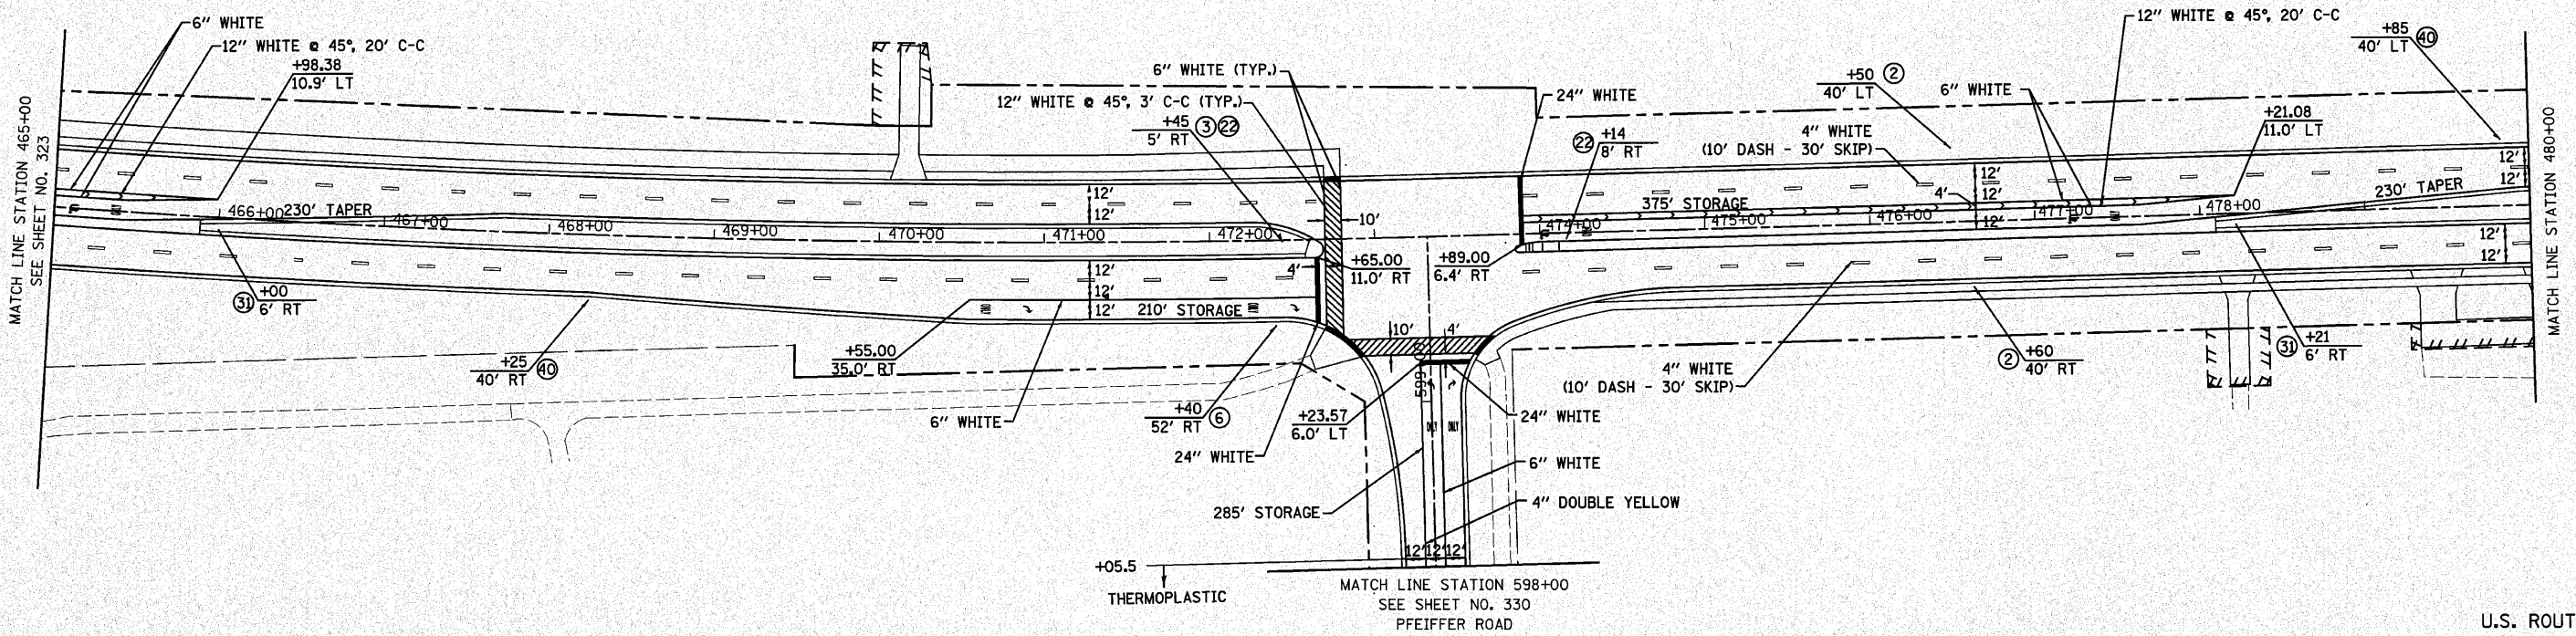 6" WHITE
12" WHITE @ 45°, 20' C-C
+98.38
10.9' LT
MATCH LINE STATION 465+00
SEE SHEET NO. 323
6" WHITE (TYP.)
12" WHITE @ 45°, 3' C-C (TYP.)
+45
5' RT
3
22
24" WHITE
22
+14
8' RT
+50
40' LT
2
4" WHITE
(10' DASH - 30' SKIP)
6" WHITE
12" WHITE @ 45°, 20' C-C
+21.08
11.0' LT
+85
40' LT
40
MATCH LINE STATION 480+00
12'
12'
230' TAPER
466+00
230' TAPER
467+00
468+00
469+00
470+00
471+00
472+00
12'
12'
10'
474+00
375' STORAGE
475+00
476+00
477+00
478+00
4'
12'
12'
12'
12'
12'
31
+00
6' RT
+25
40' RT
40
12'
12'
12'
4'
210' STORAGE
ONLY
ONLY
+55.00
35.0' RT
+65.00
11.0' RT
+89.00
6.4' RT
10'
4'
599+00
6" WHITE
+40
52' RT
6
24" WHITE
+23.57
6.0' LT
24" WHITE
ONLY
ONLY
4" WHITE
(10' DASH - 30' SKIP)
2
+60
40' RT
31
+21
6' RT
6" WHITE
285' STORAGE
4" DOUBLE YELLOW
12'
12'
12'
+05.5
THERMOPLASTIC
MATCH LINE STATION 598+00
SEE SHEET NO. 330
PFEIFFER ROAD
U.S. ROUT